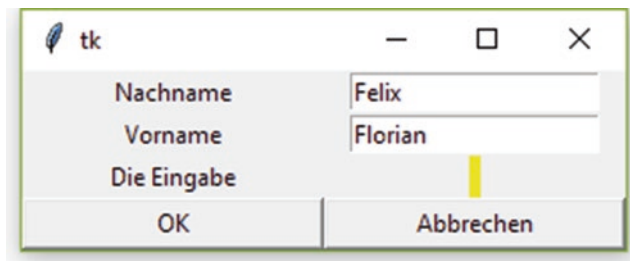 tk
Nachname Felix
Vorname Florian
Die Eingabe
OK Abbrechen